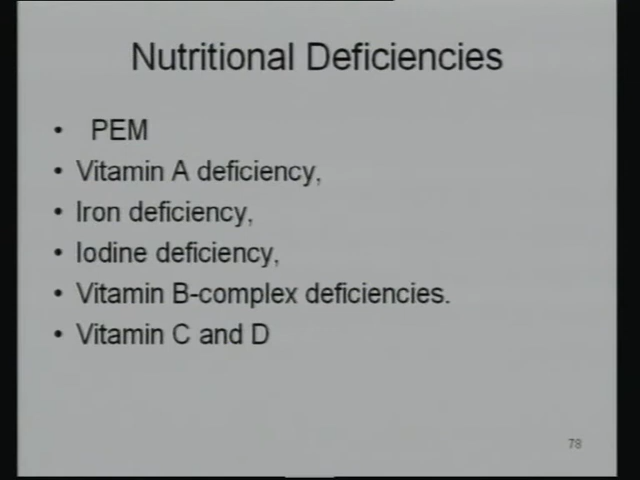 Nutritional Deficiencies
• PEM
• Vitamin A deficiency,
• Iron deficiency,
• Iodine deficiency,
• Vitamin B-complex deficiencies.
• Vitamin C and D
78